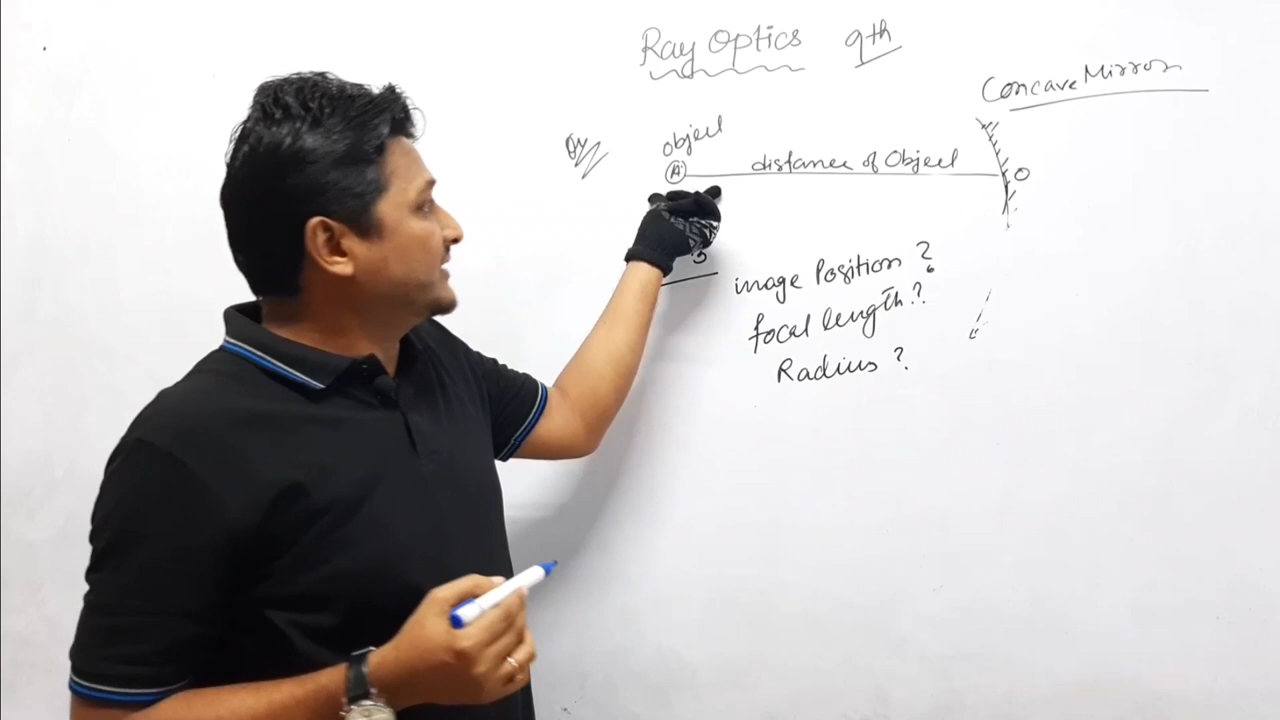 Ray Optics 9th
Concave Mirror
Object
A
distance of Object
O
image Position ?
focal length ?
Radius ?